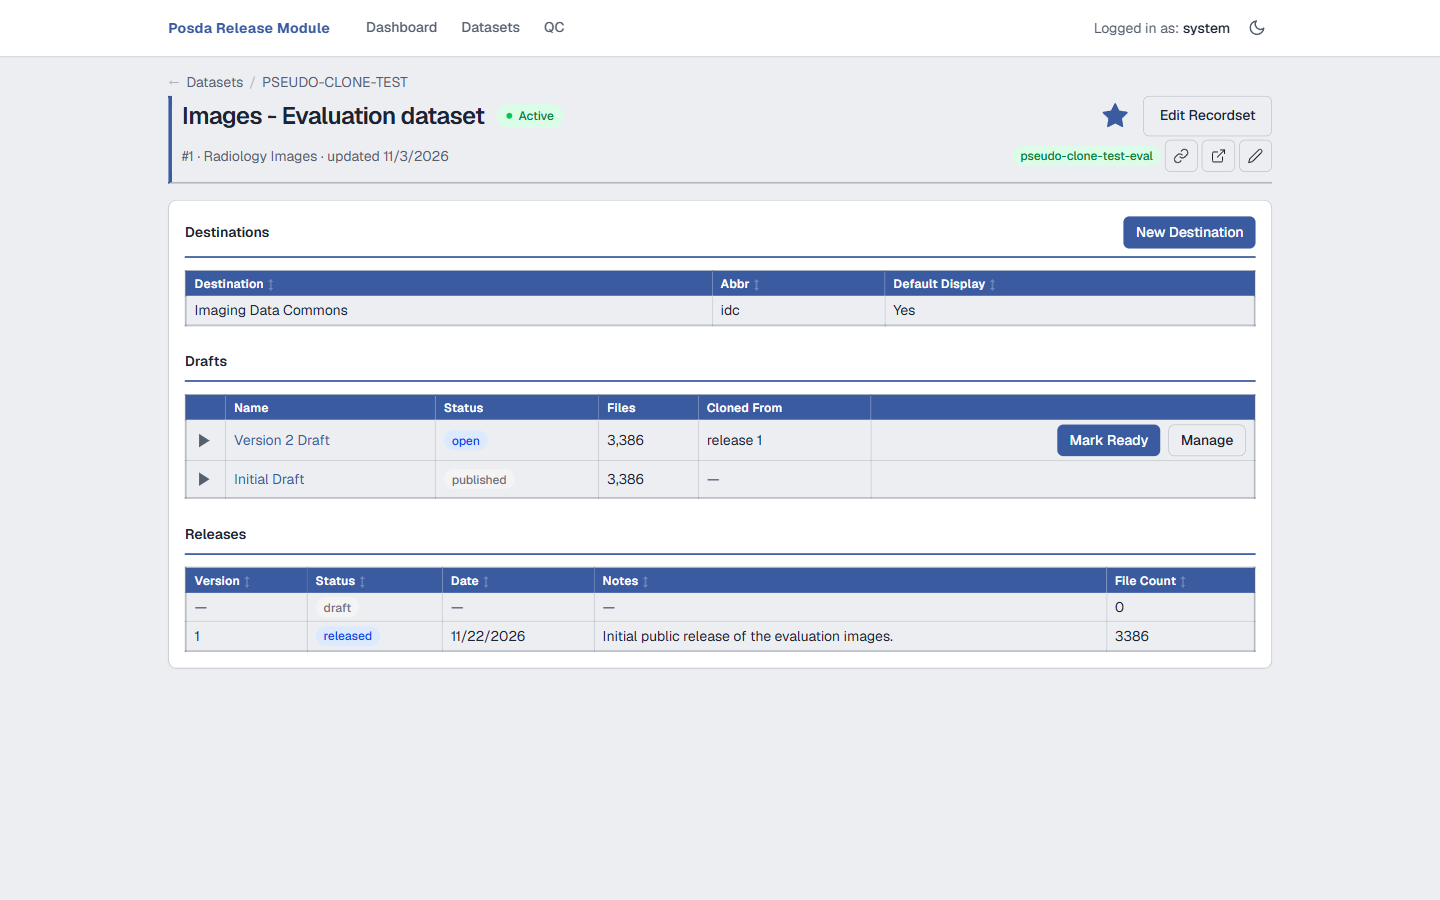 Posda Release Module Dashboard Datasets QC Logged in as: system
← Datasets / PSEUDO-CLONE-TEST
Images - Evaluation dataset Active Edit Recordset
#1 · Radiology Images · updated 11/3/2026 pseudo-clone-test-eval
Destinations New Destination
Destination Abbr Default Display
Imaging Data Commons idc Yes
Drafts
Name Status Files Cloned From
Version 2 Draft open 3,386 release 1 Mark Ready Manage
Initial Draft published 3,386 —
Releases
Version Status Date Notes File Count
— draft — — 0
1 released 11/22/2026 Initial public release of the evaluation images. 3386